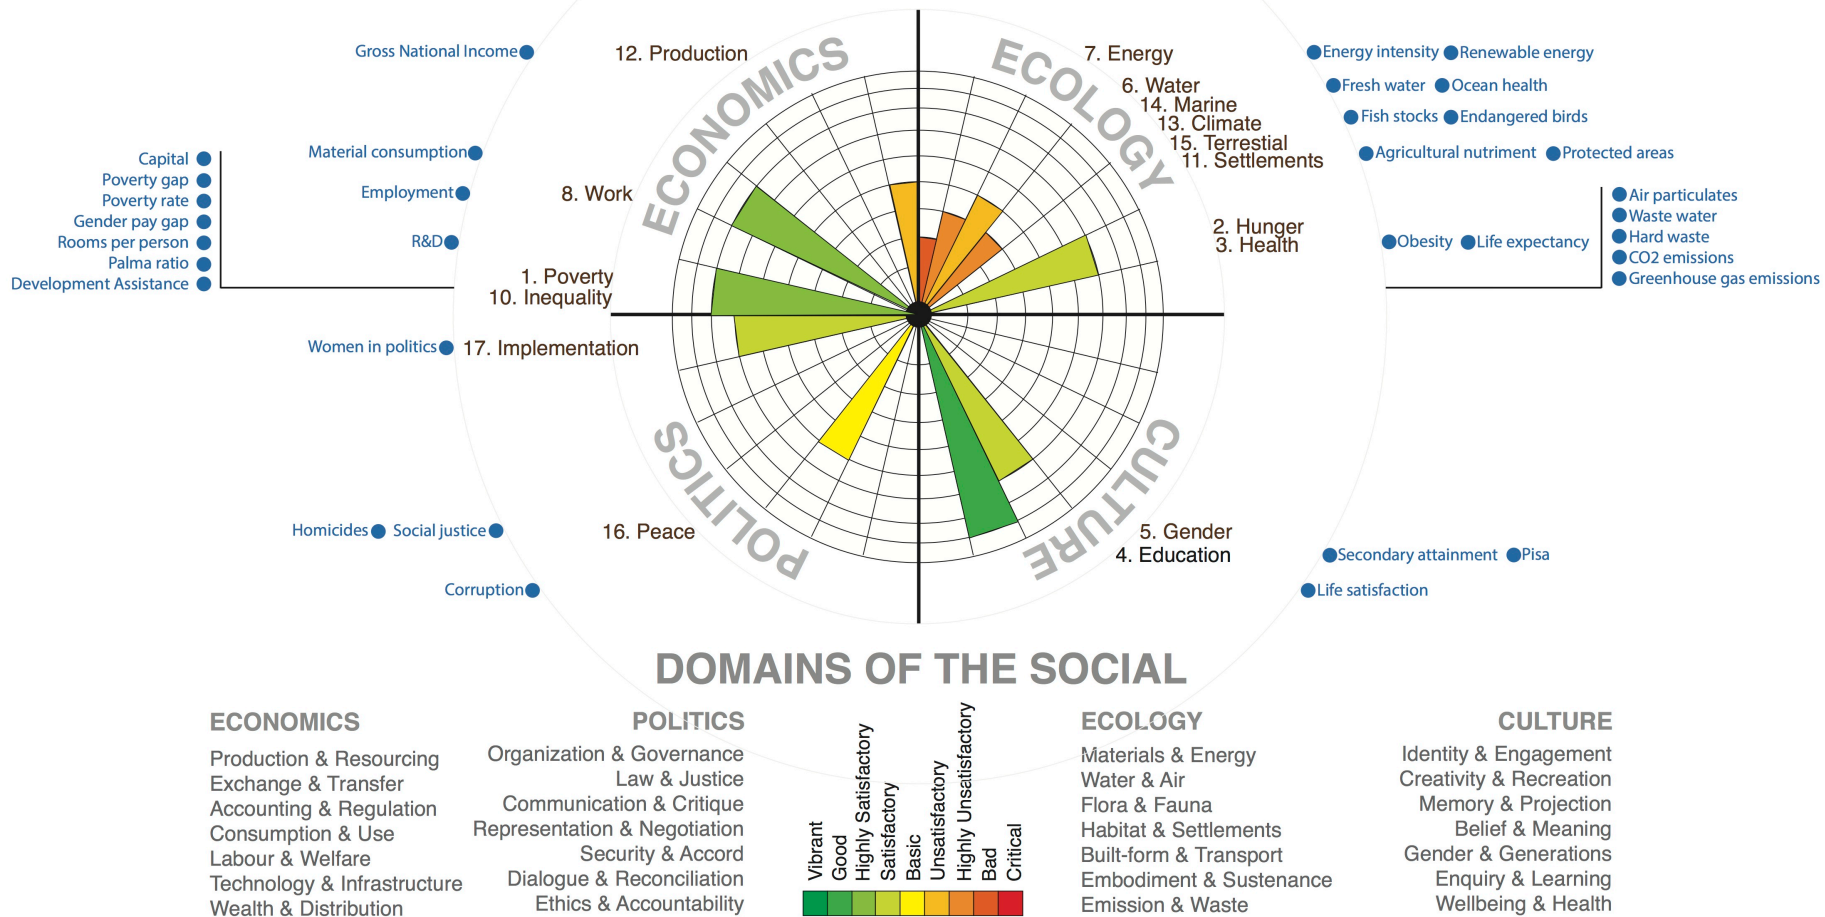 Gross National Income
12. Production
ECONOMICS
ECOLOGY
7. Energy
Energy intensity
Renewable energy
6. Water
Fresh water
Ocean health
14. Marine
Fish stocks
Endangered birds
13. Climate
15. Terrestial
11. Settlements
Agricultural nutriment
Protected areas
Material consumption
Capital
Poverty gap
Poverty rate
Gender pay gap
Rooms per person
Palma ratio
Development Assistance
Employment
8. Work
R&D
1. Poverty
10. Inequality
2. Hunger
3. Health
Obesity
Life expectancy
Air particulates
Waste water
Hard waste
CO2 emissions
Greenhouse gas emissions
Women in politics
17. Implementation
POLITICS
CULTURE
Homicides
Social justice
16. Peace
5. Gender
4. Education
Secondary attainment
Pisa
Corruption
Life satisfaction
DOMAINS OF THE SOCIAL
ECONOMICS
Production & Resourcing
Exchange & Transfer
Accounting & Regulation
Consumption & Use
Labour & Welfare
Technology & Infrastructure
Wealth & Distribution
POLITICS
Organization & Governance
Law & Justice
Communication & Critique
Representation & Negotiation
Security & Accord
Dialogue & Reconciliation
Ethics & Accountability
Vibrant
Good
Highly Satisfactory
Satisfactory
Basic
Unsatisfactory
Highly Unsatisfactory
Bad
Critical
ECOLOGY
Materials & Energy
Water & Air
Flora & Fauna
Habitat & Settlements
Built-form & Transport
Embodiment & Sustenance
Emission & Waste
CULTURE
Identity & Engagement
Creativity & Recreation
Memory & Projection
Belief & Meaning
Gender & Generations
Enquiry & Learning
Wellbeing & Health